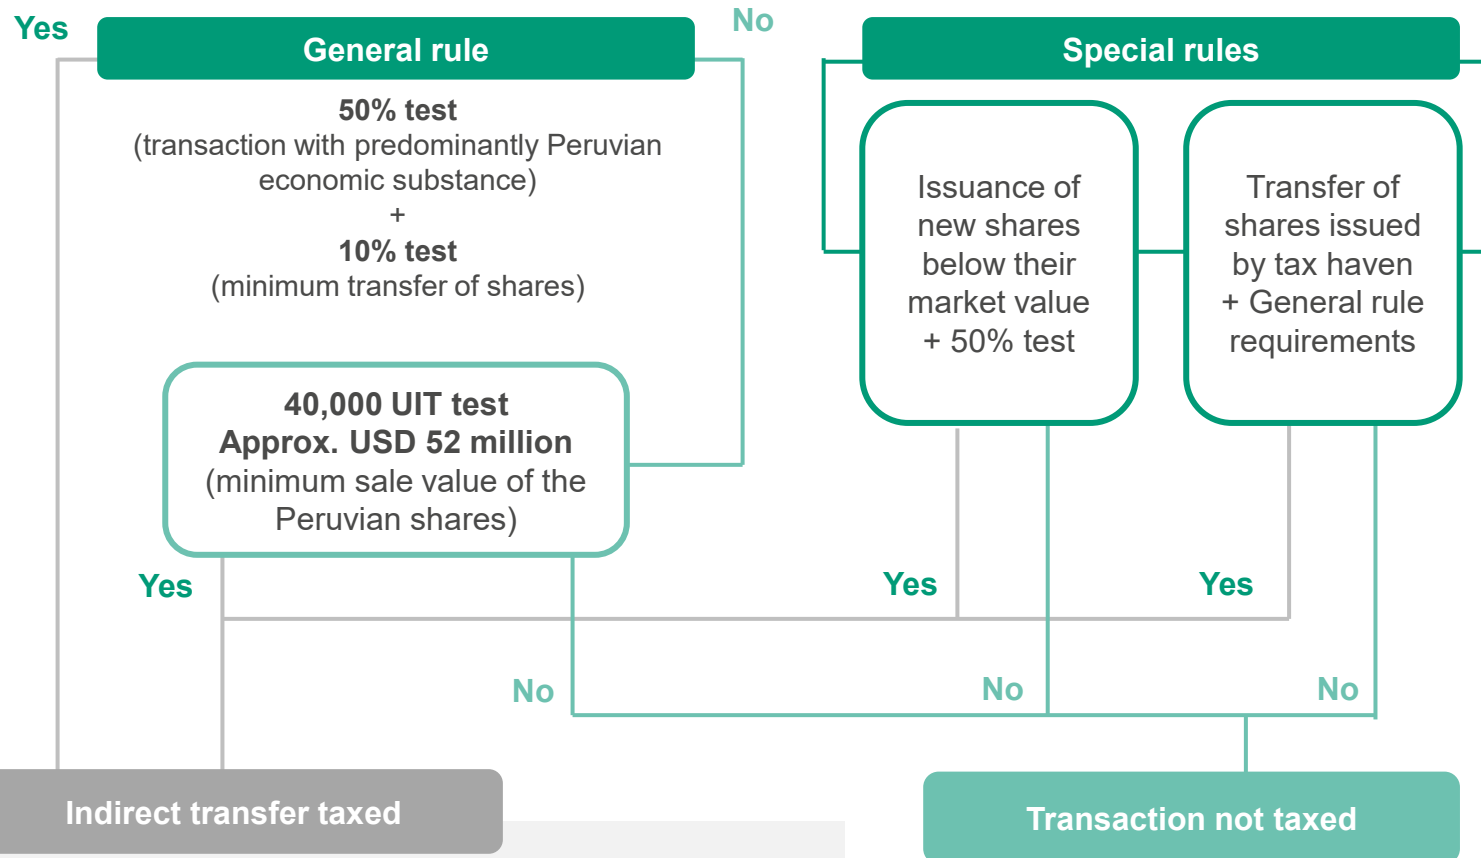 Yes
General rule
No
50% test
(transaction with predominantly Peruvian
economic substance)
+
10% test
(minimum transfer of shares)
40,000 UIT test
Approx. USD 52 million
(minimum sale value of the
Peruvian shares)
Yes
No
Special rules
Issuance of
new shares
below their
market value
+ 50% test
Transfer of
shares issued
by tax haven
+ General rule
requirements
Yes
Yes
No
No
Indirect transfer taxed
Transaction not taxed